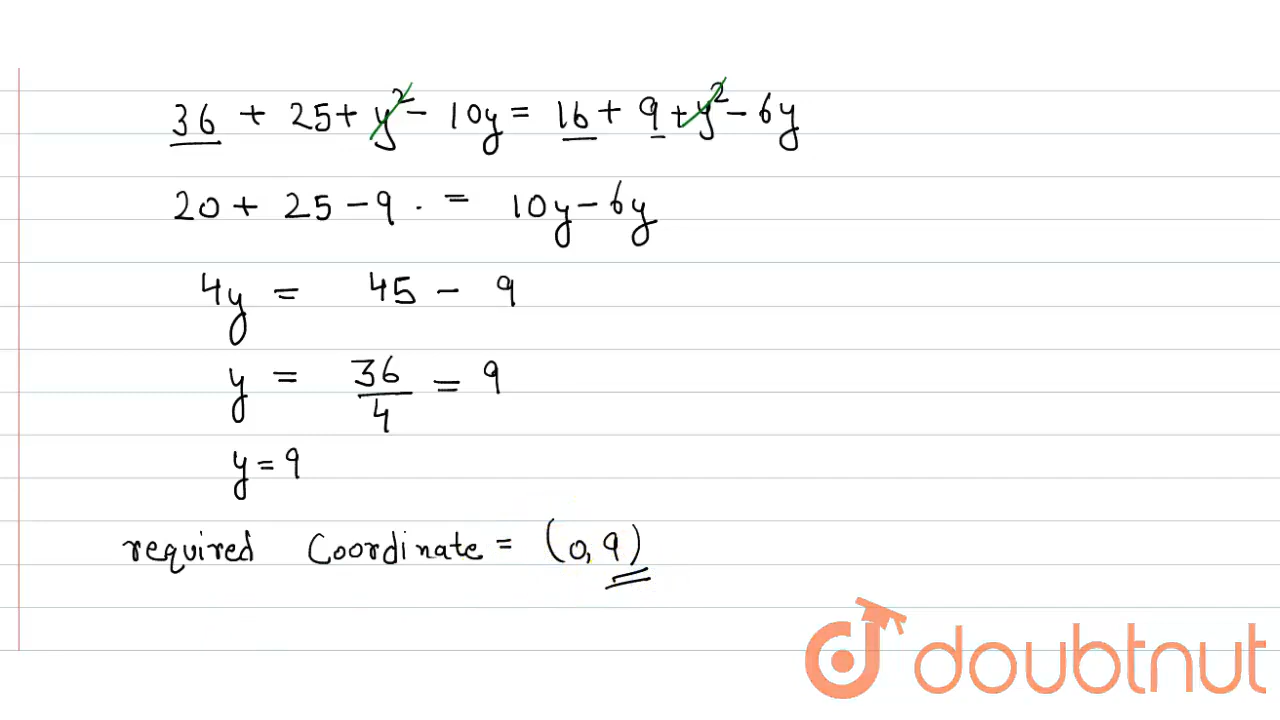 36 + 25 + y² - 10y = 16 + 9 + y² - 6y
20 + 25 - 9 . = 10y - 6y
4y = 45 - 9
y = 36/4 = 9
y = 9
required Coordinate = (0, 9)
doubtnut